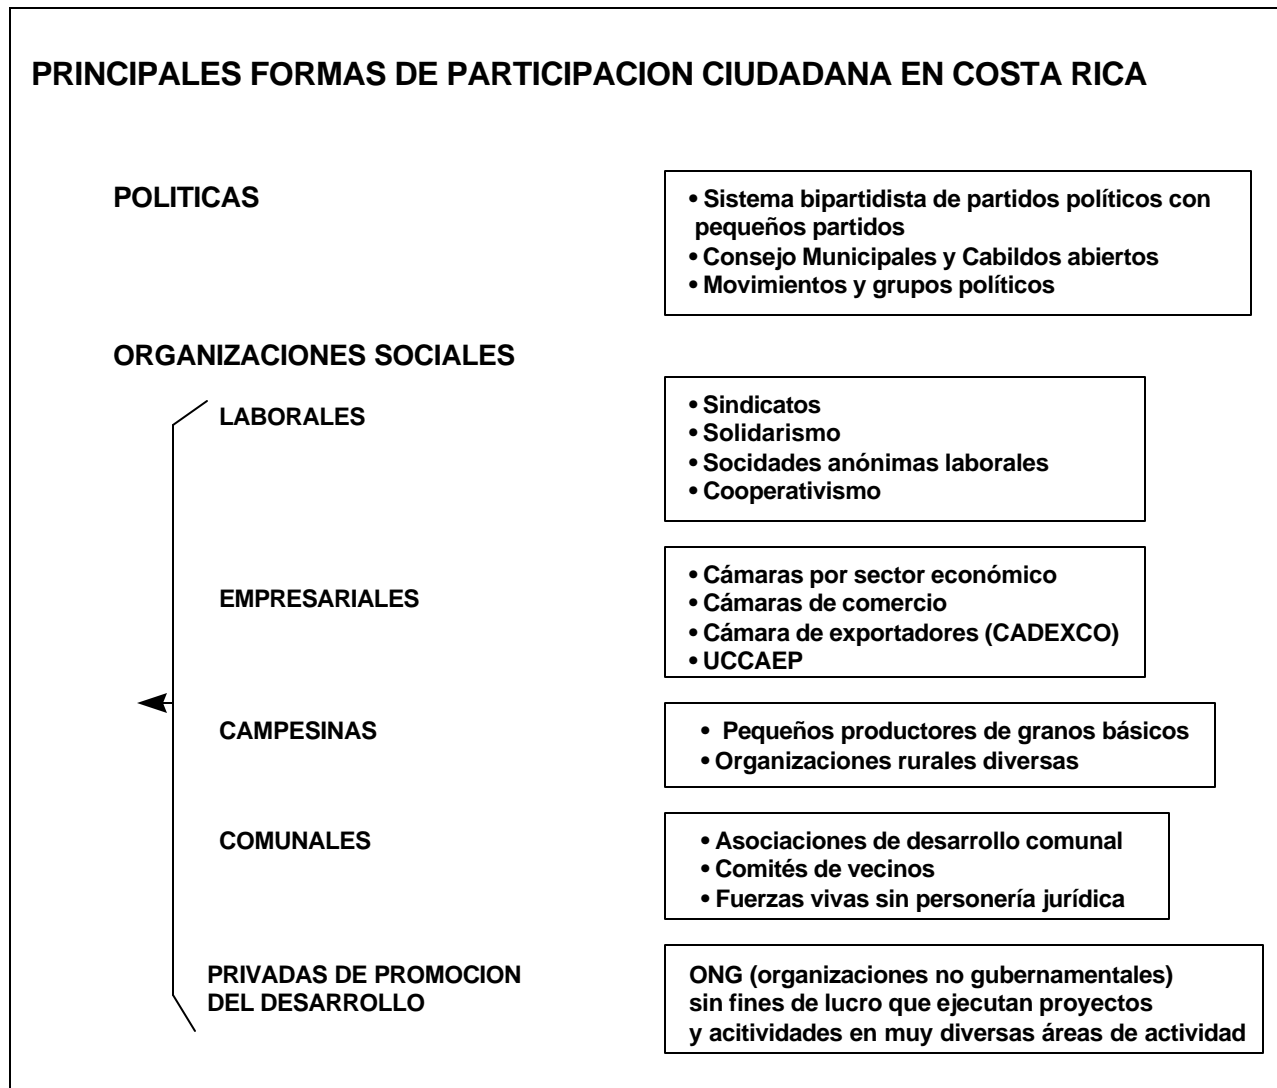 PRINCIPALES FORMAS DE PARTICIPACION CIUDADANA EN COSTA RICA
POLITICAS
• Sistema bipartidista de partidos políticos con
pequeños partidos
• Consejo Municipales y Cabildos abiertos
• Movimientos y grupos políticos
ORGANIZACIONES SOCIALES
LABORALES
• Sindicatos
• Solidarismo
• Socidades anónimas laborales
• Cooperativismo
EMPRESARIALES
• Cámaras por sector económico
• Cámaras de comercio
• Cámara de exportadores (CADEXCO)
• UCCAEP
CAMPESINAS
• Pequeños productores de granos básicos
• Organizaciones rurales diversas
COMUNALES
• Asociaciones de desarrollo comunal
• Comités de vecinos
• Fuerzas vivas sin personería jurídica
PRIVADAS DE PROMOCION
DEL DESARROLLO
ONG (organizaciones no gubernamentales)
sin fines de lucro que ejecutan proyectos
y acitividades en muy diversas áreas de actividad